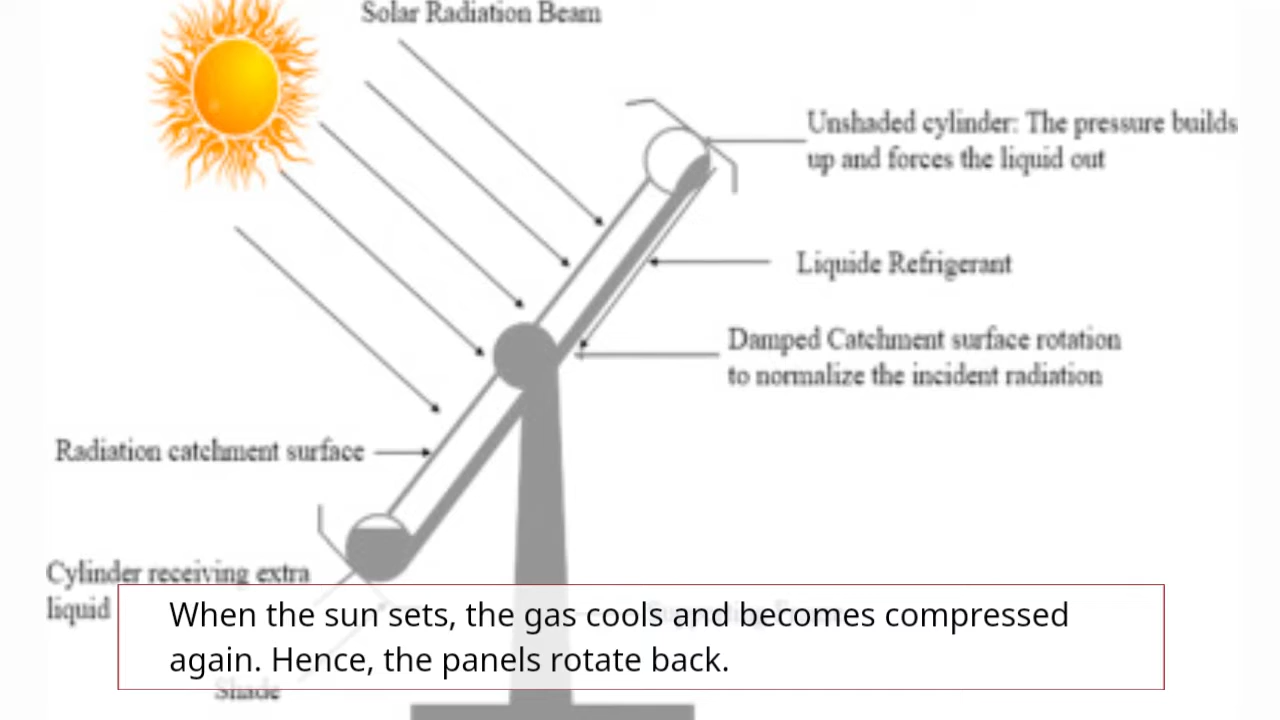 Solar Radiation Beam
Unshaded cylinder: The pressure builds
up and forces the liquid out
Liquide Refrigerant
Damped Catchment surface rotation
to normalize the incident radiation
Radiation catchment surface
Cylinder receiving extra
liquid
When the sun sets, the gas cools and becomes compressed
again. Hence, the panels rotate back.
Shade